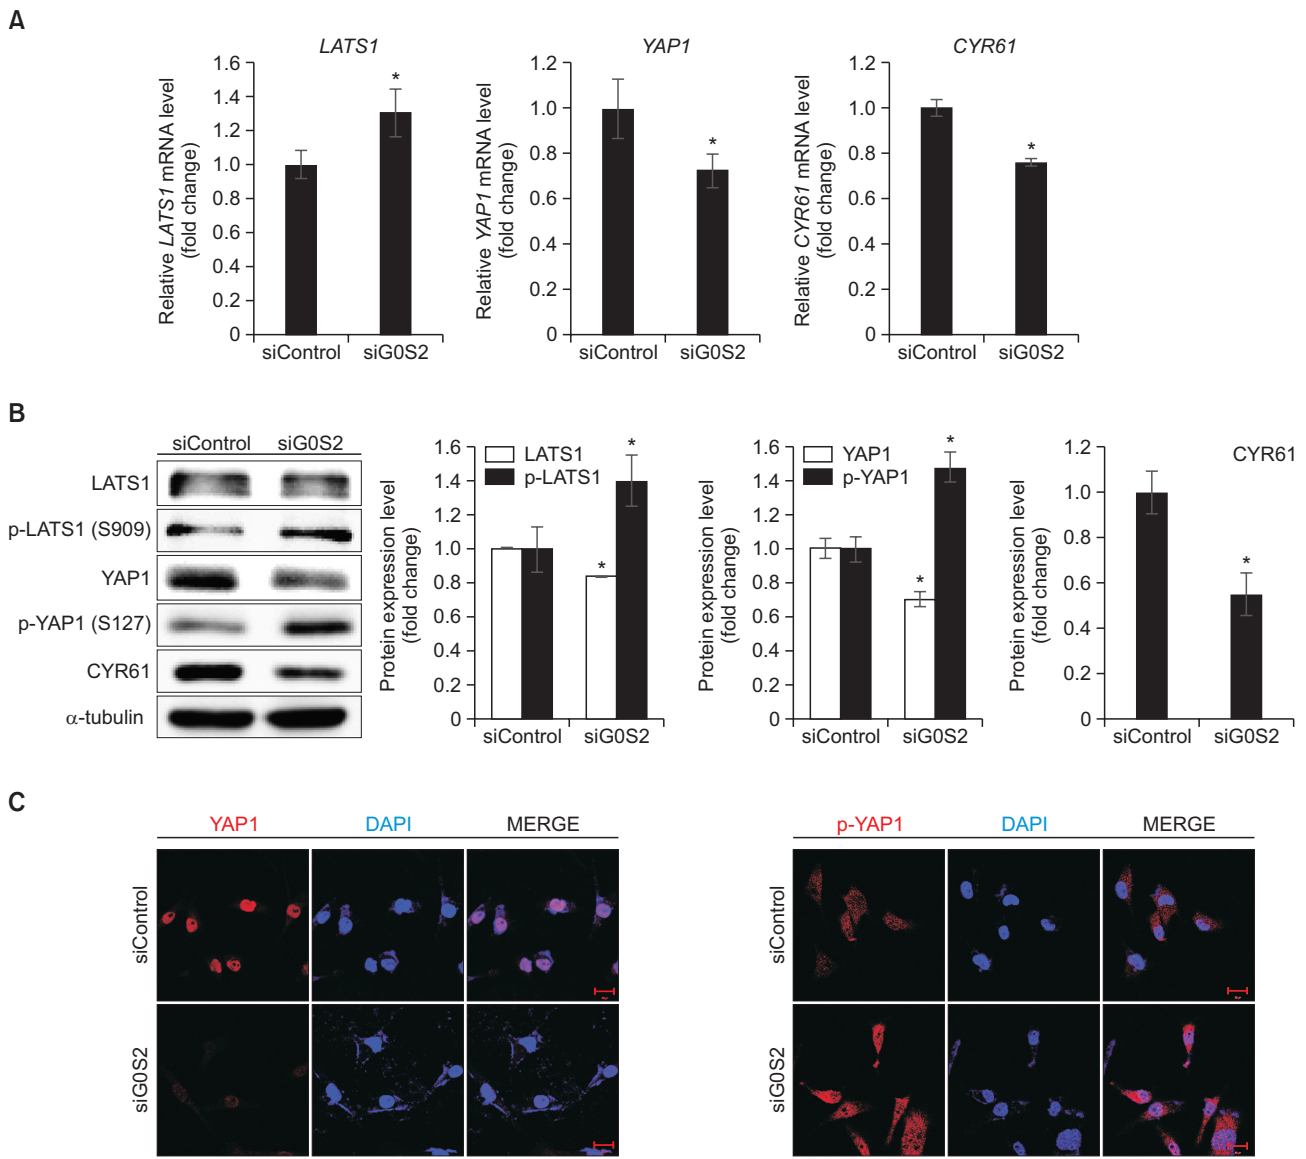 A
LATS1
YAP1
CYR61
Relative LATS1 mRNA level
(fold change)
1.6
1.4
1.2
1.0
0.8
0.6
0.4
0.2
0
*
siControl
siG0S2
Relative YAP1 mRNA level
(fold change)
1.2
1.0
0.8
0.6
0.4
0.2
0
*
siControl
siG0S2
Relative CYR61 mRNA level
(fold change)
1.2
1.0
0.8
0.6
0.4
0.2
0
*
siControl
siG0S2
B
siControl
siG0S2
LATS1
p-LATS1 (S909)
YAP1
p-YAP1 (S127)
CYR61
α-tubulin
Protein expression level
(fold change)
1.6
1.4
1.2
1.0
0.8
0.6
0.4
0.2
0
LATS1
p-LATS1
*
*
siControl
siG0S2
Protein expression level
(fold change)
1.6
1.4
1.2
1.0
0.8
0.6
0.4
0.2
0
YAP1
p-YAP1
*
*
siControl
siG0S2
Protein expression level
(fold change)
1.2
1.0
0.8
0.6
0.4
0.2
0
CYR61
*
siControl
siG0S2
C
YAP1
DAPI
MERGE
siControl
siG0S2
p-YAP1
DAPI
MERGE
siControl
siG0S2